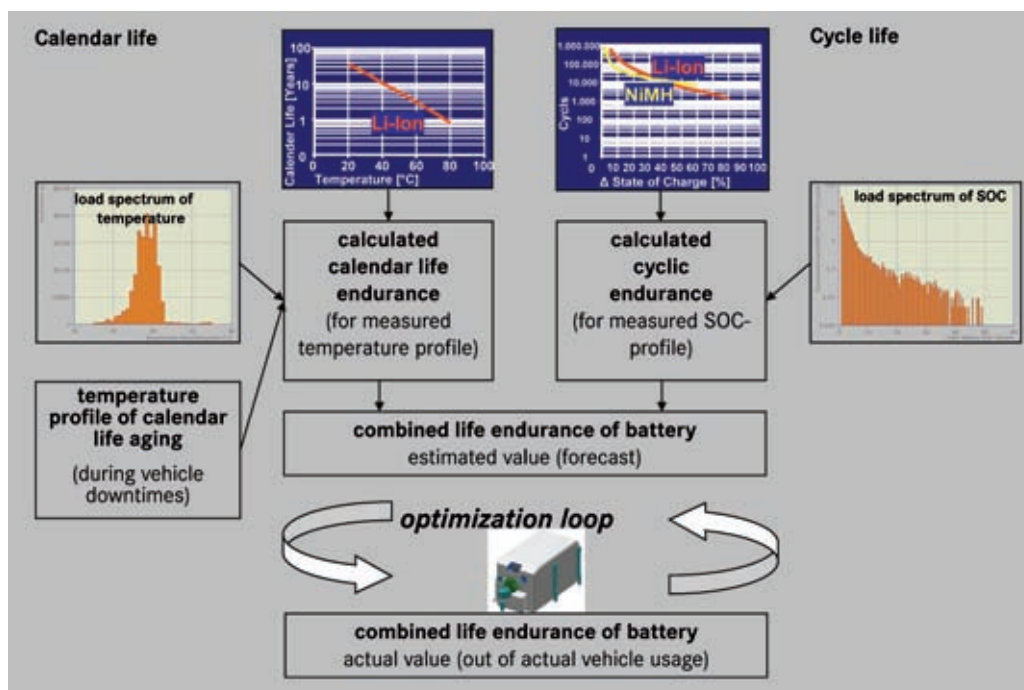 Calendar life
Cycle life
100
10
1
0
Calender Life [Years]
Li-Ion
0 20 40 60 80 100
Temperature [°C]
1.000.000
100.000
10.000
1.000
100
10
1
Cycls
Li-Ion
NiMH
0 10 20 30 40 50 60 70 80 90 100
Δ State of Charge [%]
load spectrum of
temperature
load spectrum of SOC
calculated
calendar life
endurance
(for measured
temperature profile)
calculated
cyclic
endurance
(for measured SOC-
profile)
temperature
profile of calendar
life aging
(during vehicle
downtimes)
combined life endurance of battery
estimated value (forecast)
optimization loop
combined life endurance of battery
actual value (out of actual vehicle usage)